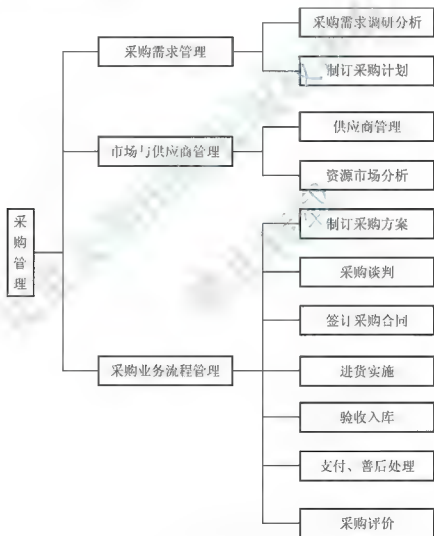 采购管理
采购需求管理
采购需求调研分析
制订采购计划
市场与供应商管理
供应商管理
资源市场分析
采购业务流程管理
制订采购方案
采购谈判
签订采购合同
进货实施
验收入库
支付、善后处理
采购评价